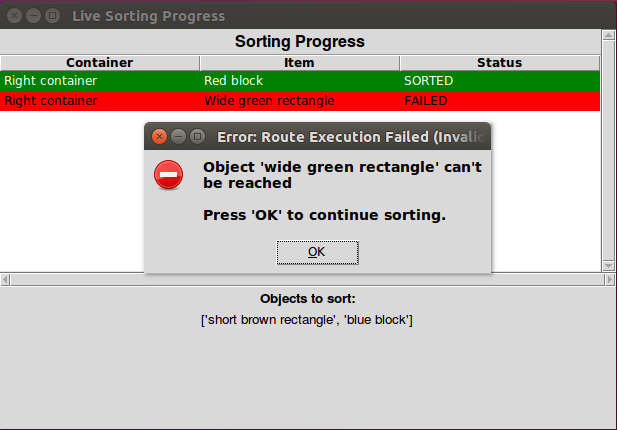 Live Sorting Progress
Sorting Progress
Container Item Status
Right container Red block SORTED
Right container Wide green rectangle FAILED
Error: Route Execution Failed
Object 'wide green rectangle' can't
be reached
Press 'OK' to continue sorting.
OK
Objects to sort:
['short brown rectangle', 'blue block']